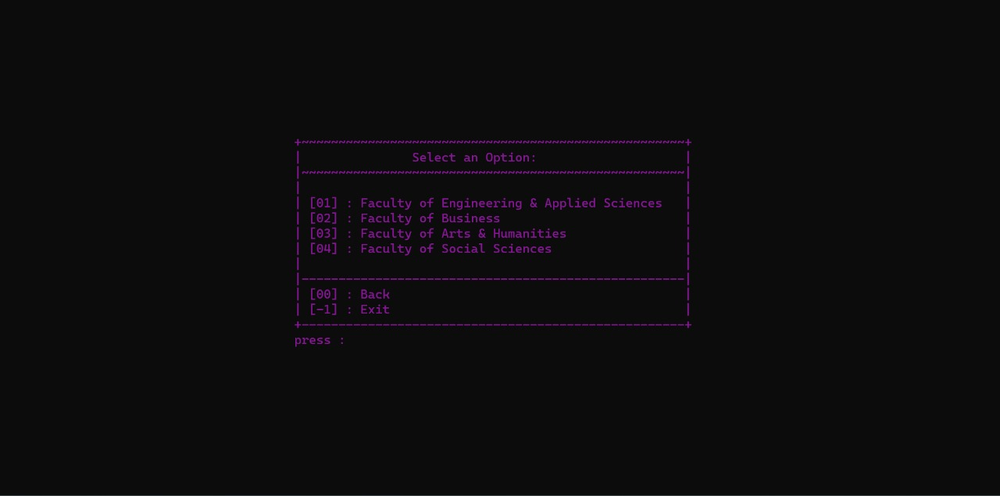 +~~~~~~~~~~~~~~~~~~~~~~~~~~~~~~~~~~~~~~~~~~~~~~~~~~~~+
|               Select an Option:                    |
|~~~~~~~~~~~~~~~~~~~~~~~~~~~~~~~~~~~~~~~~~~~~~~~~~~~~|
|                                                    |
| [01] : Faculty of Engineering & Applied Sciences   |
| [02] : Faculty of Business                         |
| [03] : Faculty of Arts & Humanities                |
| [04] : Faculty of Social Sciences                  |
|                                                    |
|----------------------------------------------------|
| [00] : Back                                        |
| [-1] : Exit                                        |
+----------------------------------------------------+
press :